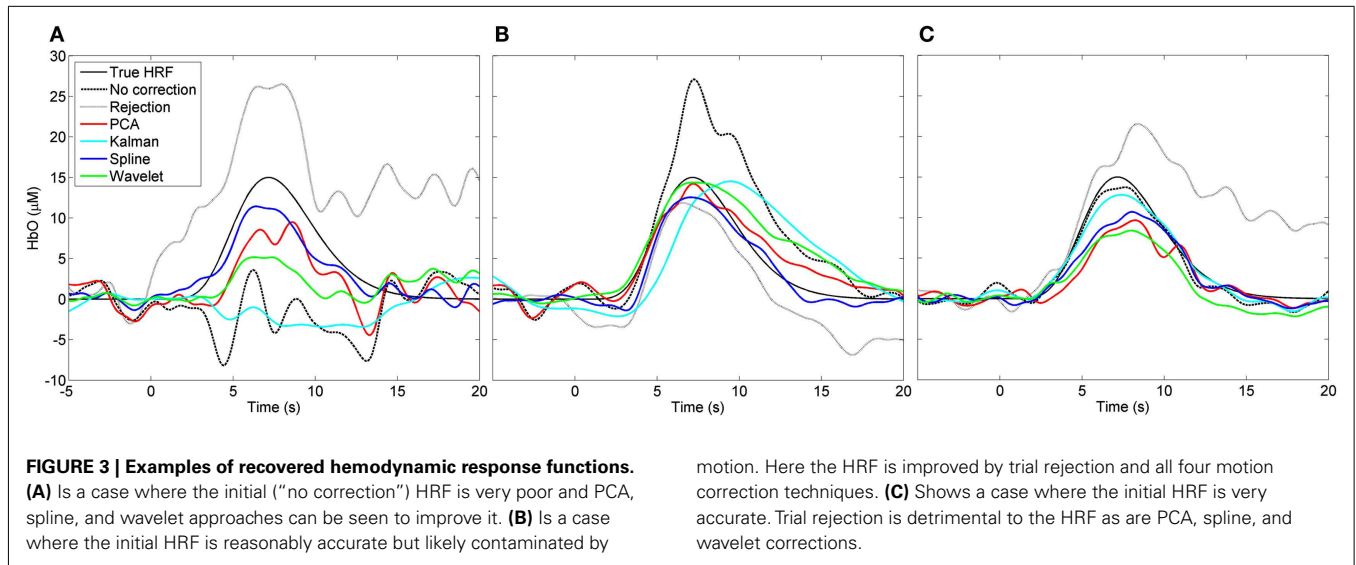 A
B
C
30
25
20
15
10
5
0
-5
-10
HbO (µM)
True HRF
No correction
Rejection
PCA
Kalman
Spline
Wavelet
-5 0 5 10 15 20
Time (s)
0 5 10 15 20
Time (s)
0 5 10 15 20
Time (s)
FIGURE 3 | Examples of recovered hemodynamic response functions.
(A) Is a case where the initial (“no correction”) HRF is very poor and PCA,
spline, and wavelet approaches can be seen to improve it. (B) Is a case
where the initial HRF is reasonably accurate but likely contaminated by
motion. Here the HRF is improved by trial rejection and all four motion
correction techniques. (C) Shows a case where the initial HRF is very
accurate. Trial rejection is detrimental to the HRF as are PCA, spline, and
wavelet corrections.